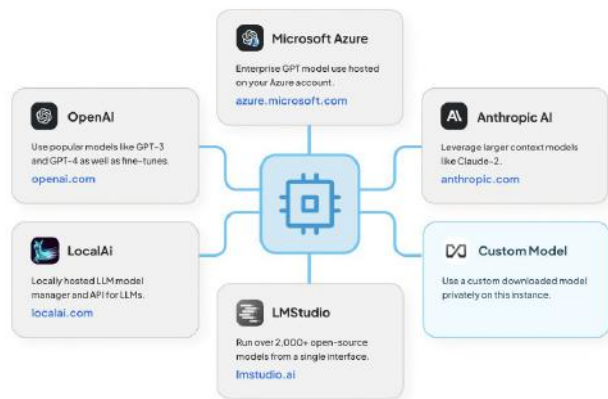 Microsoft Azure
Enterprise GPT model use hosted
on your Azure account.
azure.microsoft.com
OpenAI
Use popular models like GPT-3
and GPT-4 as well as fine-tunes.
openai.com
Anthropic AI
Leverage larger context models
like Claude-2.
anthropic.com
LocalAi
Locally hosted LLM model
manager and API for LLMs.
localai.com
Custom Model
Use a custom downloaded model
privately on this instance.
LMStudio
Run over 2,000+ open-source
models from a single interface.
lmstudio.ai